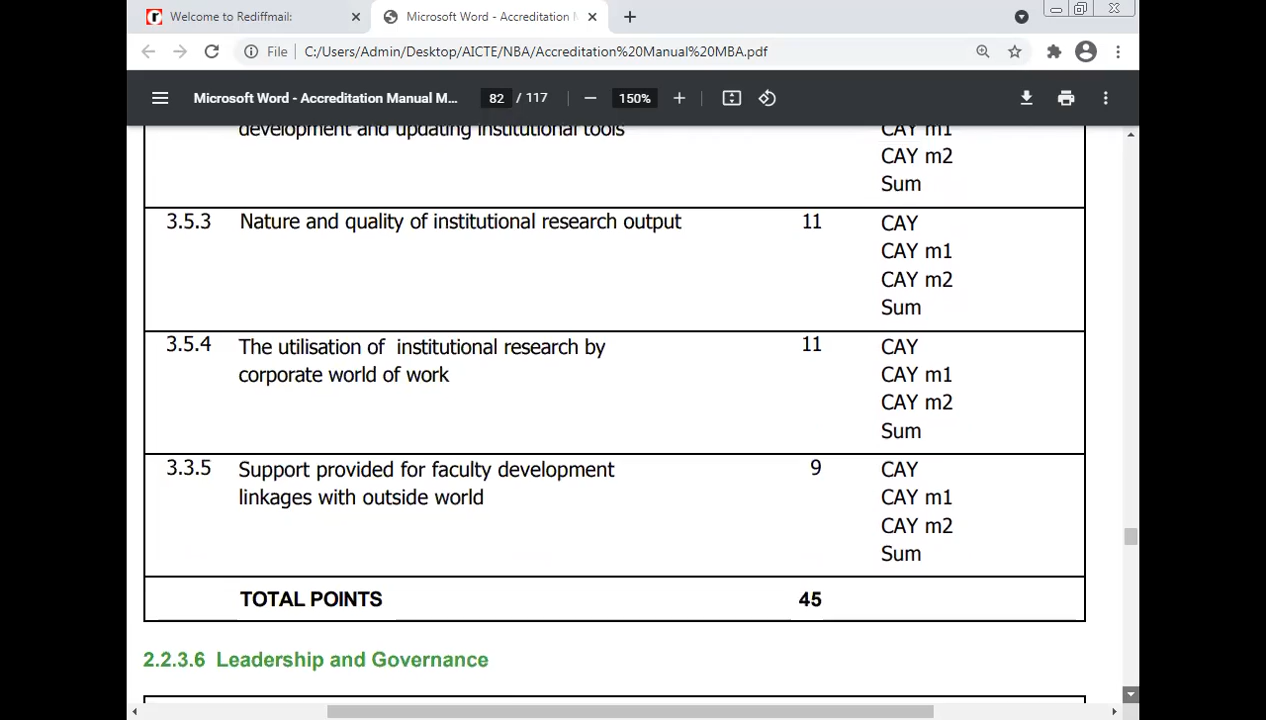 Welcome to Rediffmail:
Microsoft Word - Accreditation M
File C:/Users/Admin/Desktop/AICTE/NBA/Accreditation%20Manual%20MBA.pdf
Microsoft Word - Accreditation Manual M... 82 / 117 150%
development and updating institutional tools CAY m1
CAY m2
Sum
3.5.3 Nature and quality of institutional research output 11 CAY
CAY m1
CAY m2
Sum
3.5.4 The utilisation of institutional research by 11 CAY
corporate world of work CAY m1
CAY m2
Sum
3.3.5 Support provided for faculty development 9 CAY
linkages with outside world CAY m1
CAY m2
Sum
TOTAL POINTS 45
2.2.3.6 Leadership and Governance